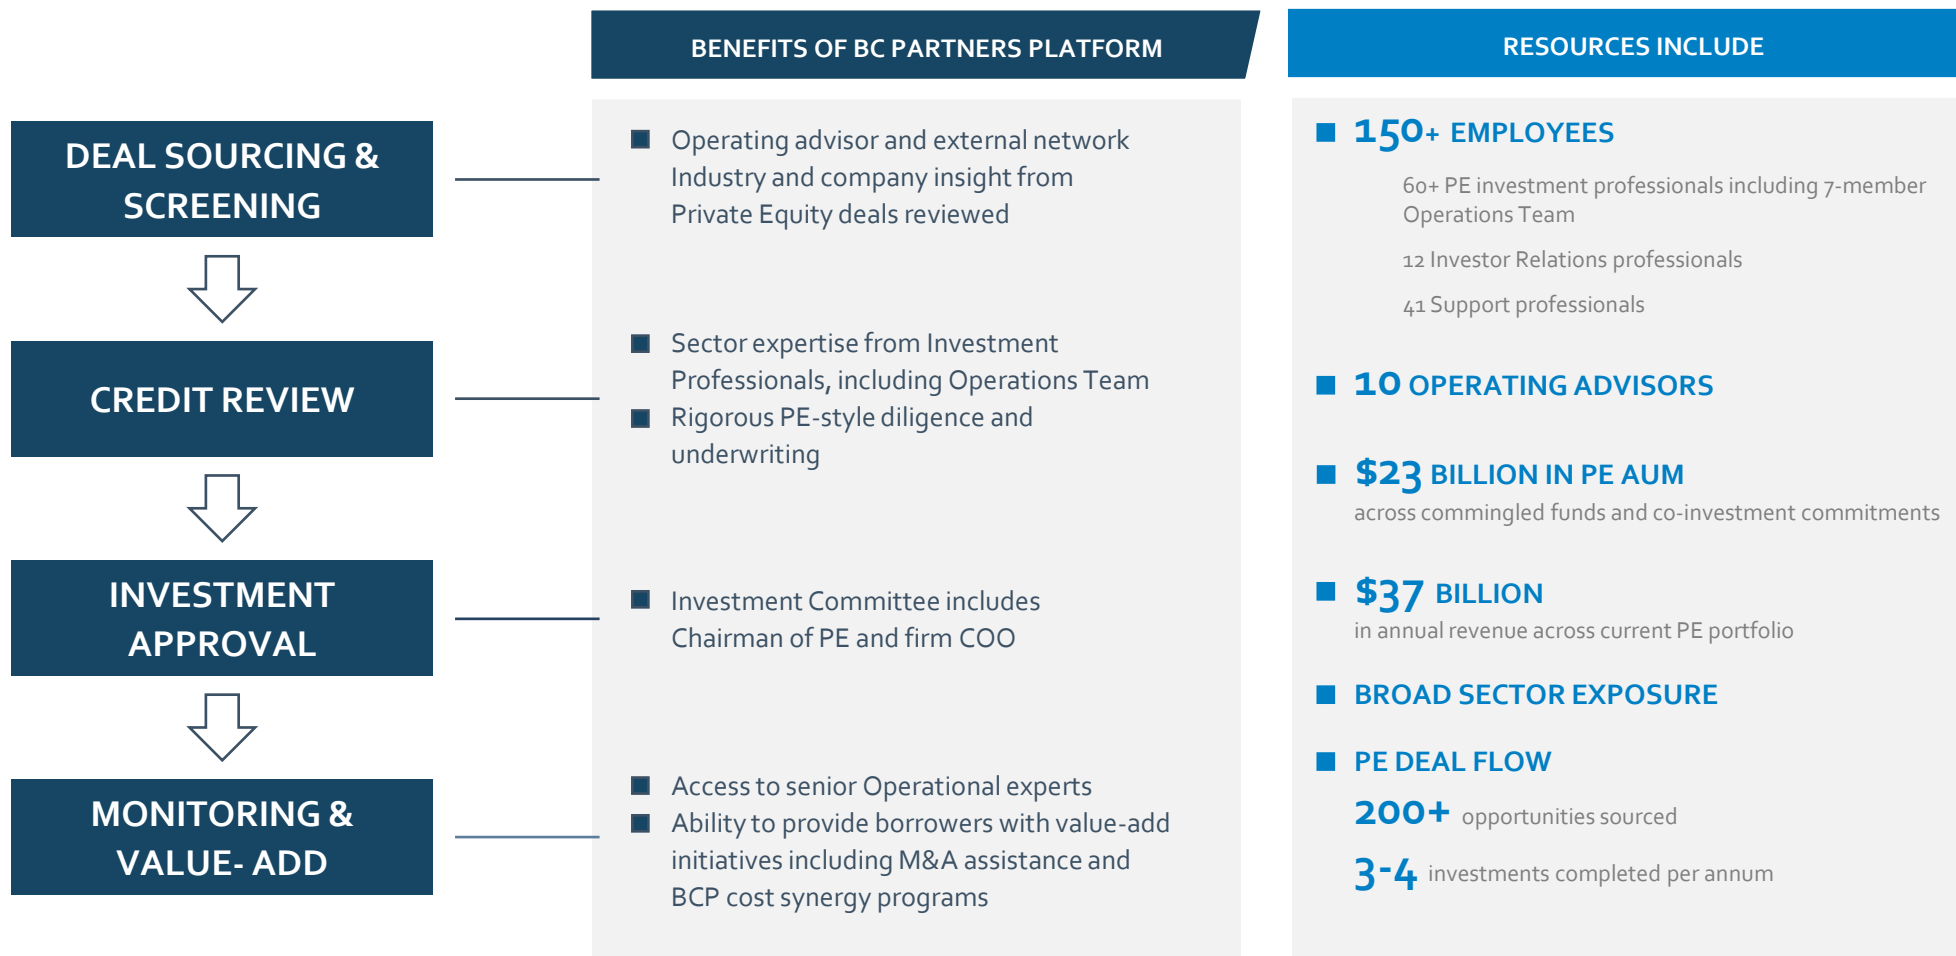 BENEFITS OF BC PARTNERS PLATFORM
RESOURCES INCLUDE
DEAL SOURCING &
SCREENING
Operating advisor and external network
Industry and company insight from
Private Equity deals reviewed
CREDIT REVIEW
Sector expertise from Investment
Professionals, including Operations Team
Rigorous PE-style diligence and
underwriting
INVESTMENT
APPROVAL
Investment Committee includes
Chairman of PE and firm COO
MONITORING &
VALUE- ADD
Access to senior Operational experts
Ability to provide borrowers with value-add
initiatives including M&A assistance and
BCP cost synergy programs
150+ EMPLOYEES
60+ PE investment professionals including 7-member
Operations Team
12 Investor Relations professionals
41 Support professionals
10 OPERATING ADVISORS
$23 BILLION IN PE AUM
across commingled funds and co-investment commitments
$37 BILLION
in annual revenue across current PE portfolio
BROAD SECTOR EXPOSURE
PE DEAL FLOW
200+ opportunities sourced
3-4 investments completed per annum